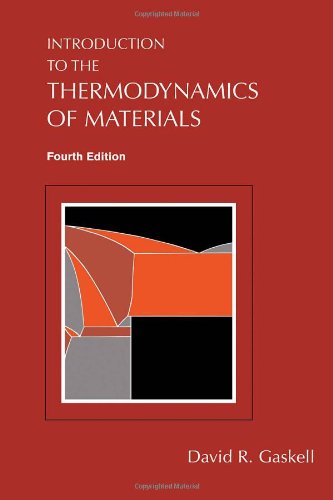 INTRODUCTION
TO THE
THERMODYNAMICS
OF MATERIALS
Fourth Edition
David R. Gaskell